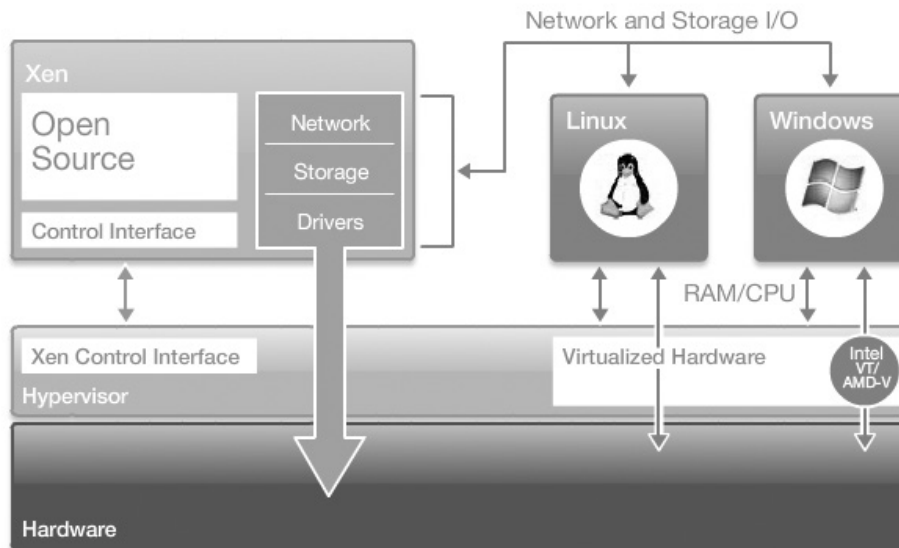 Network and Storage I/O
Xen
Open
Source
Control Interface
Network
Storage
Drivers
Linux
Windows
RAM/CPU
Xen Control Interface
Hypervisor
Virtualized Hardware
Intel
VT/
AMD-V
Hardware